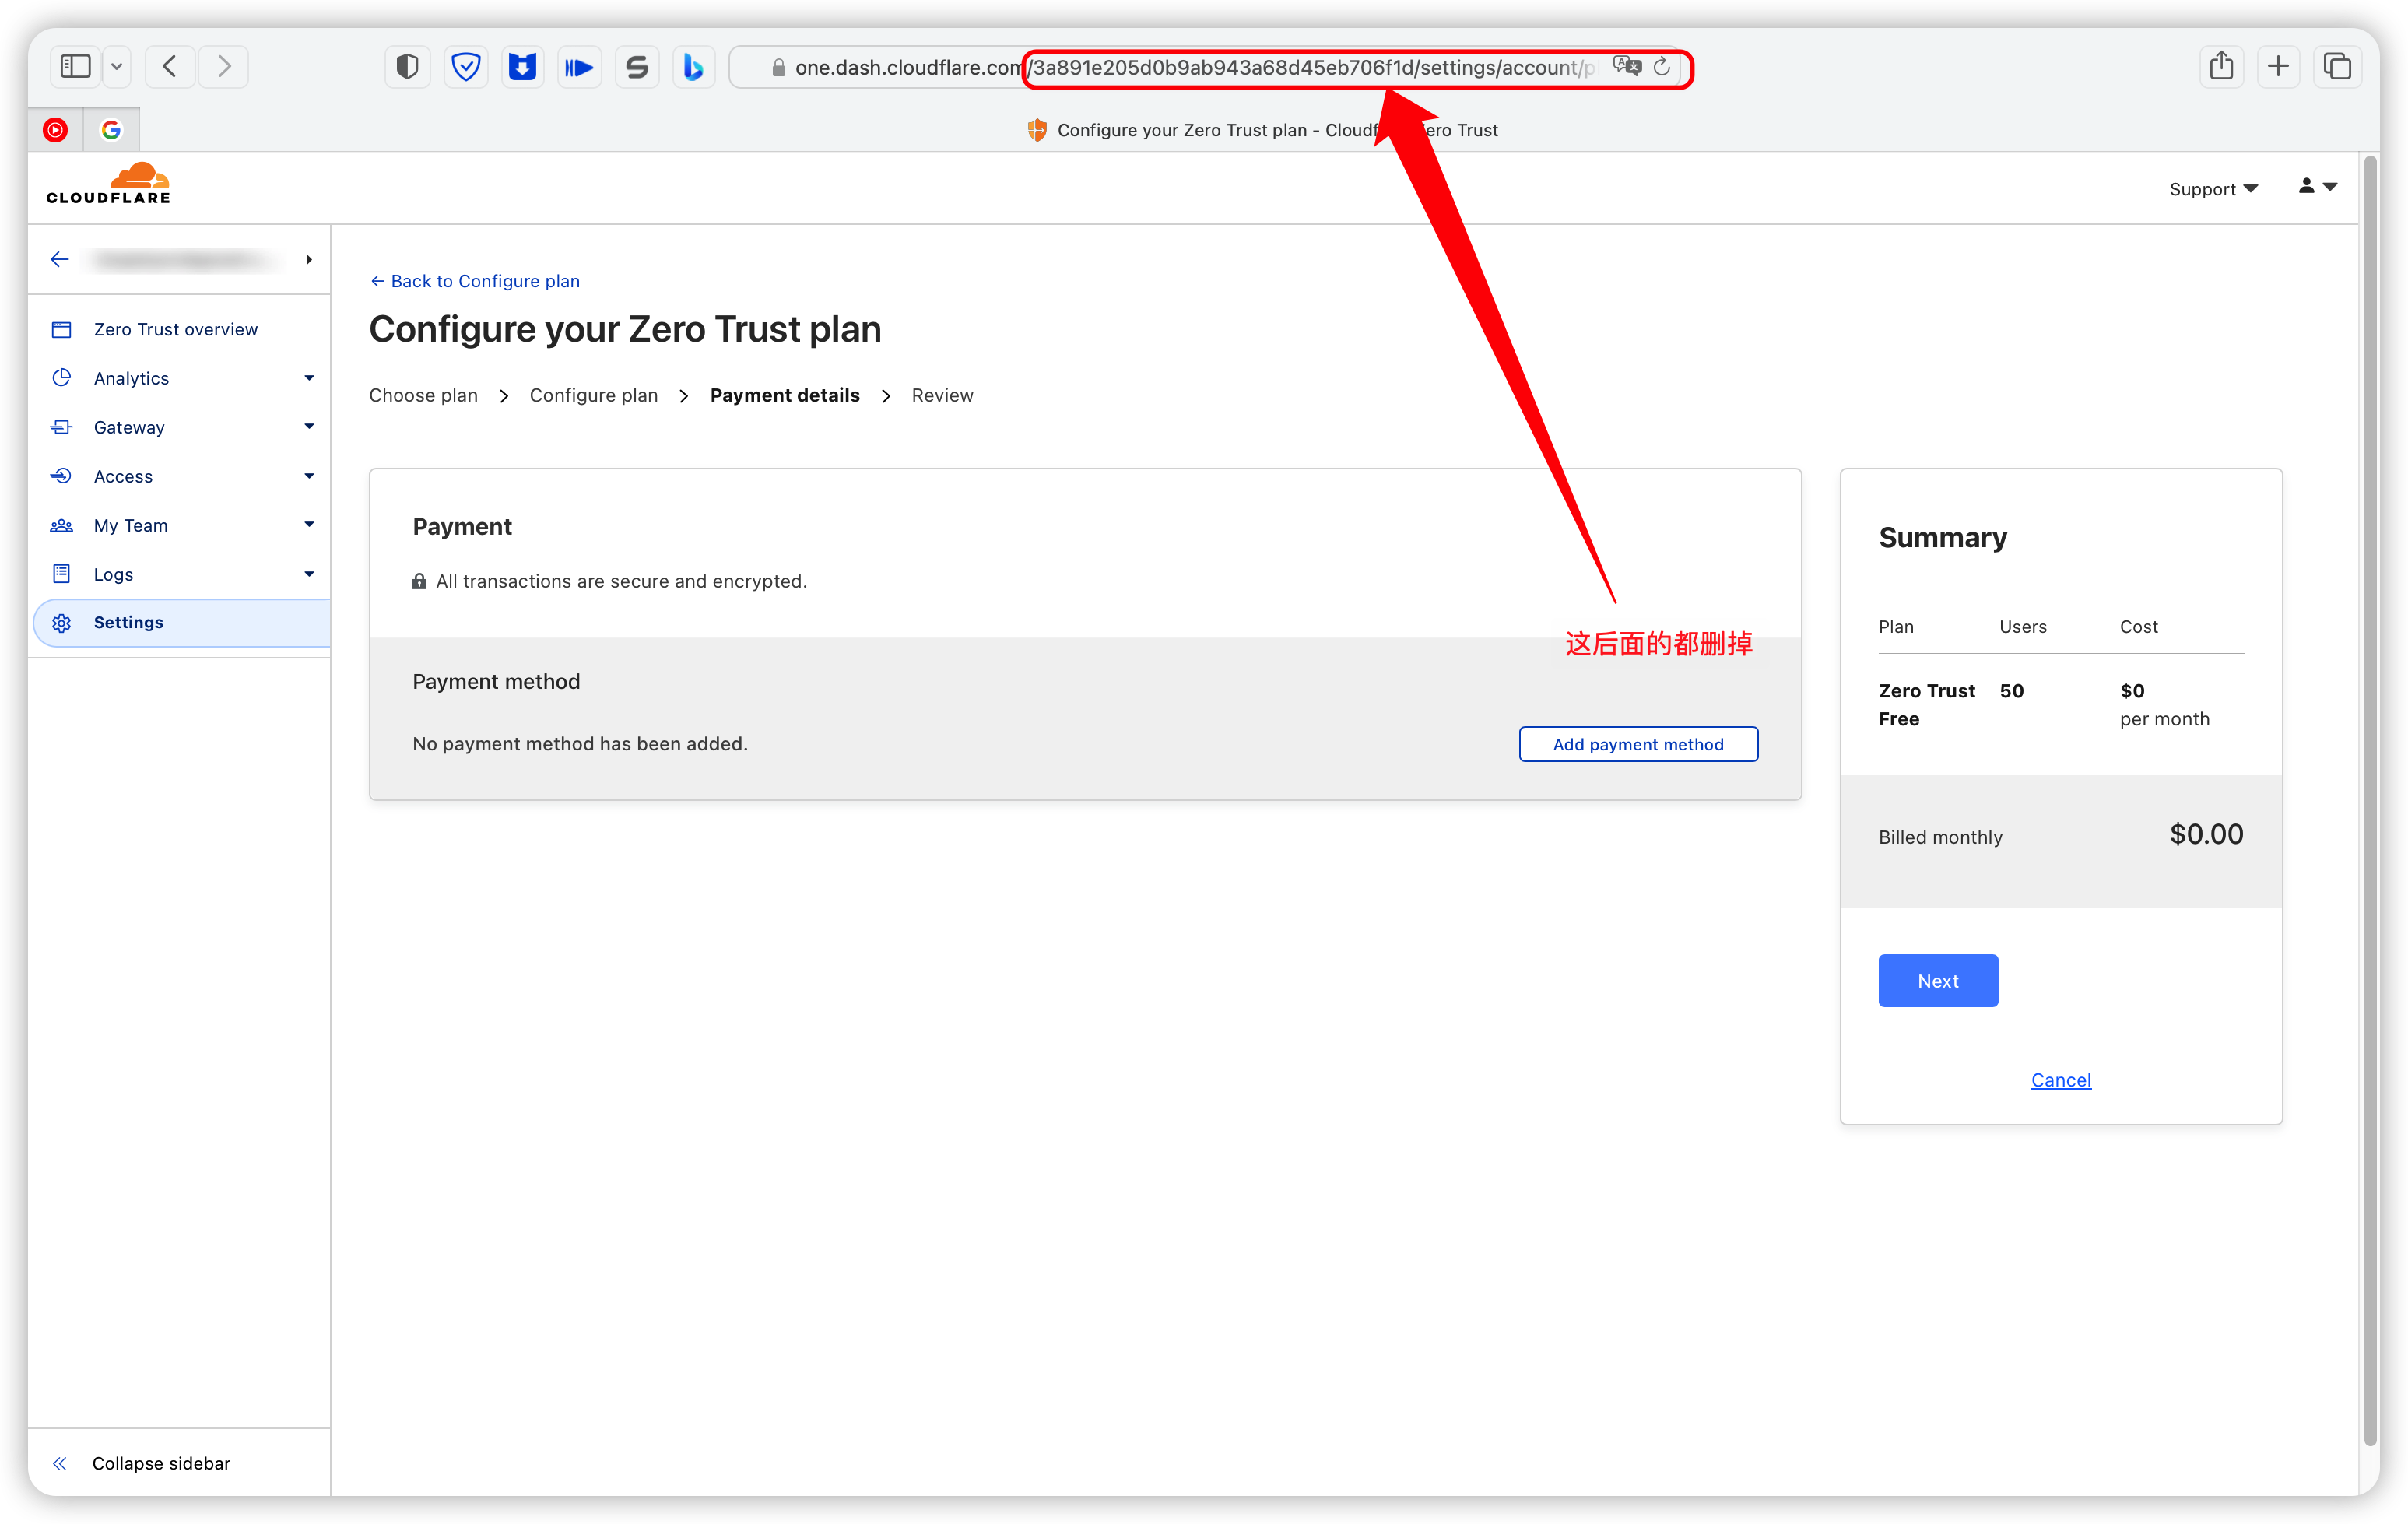 one.dash.cloudflare.com/3a891e205d0b9ab943a68d45eb706f1d/settings/account/p
Configure your Zero Trust plan - Cloudf ero Trust
CLOUDFLARE
Support
Zero Trust overview
Analytics
Gateway
Access
My Team
Logs
Settings
Collapse sidebar
← Back to Configure plan
Configure your Zero Trust plan
Choose plan > Configure plan > Payment details > Review
Payment
All transactions are secure and encrypted.
这后面的都删掉
Payment method
No payment method has been added.
Add payment method
Summary
Plan Users Cost
Zero Trust Free 50 $0
per month
Billed monthly $0.00
Next
Cancel